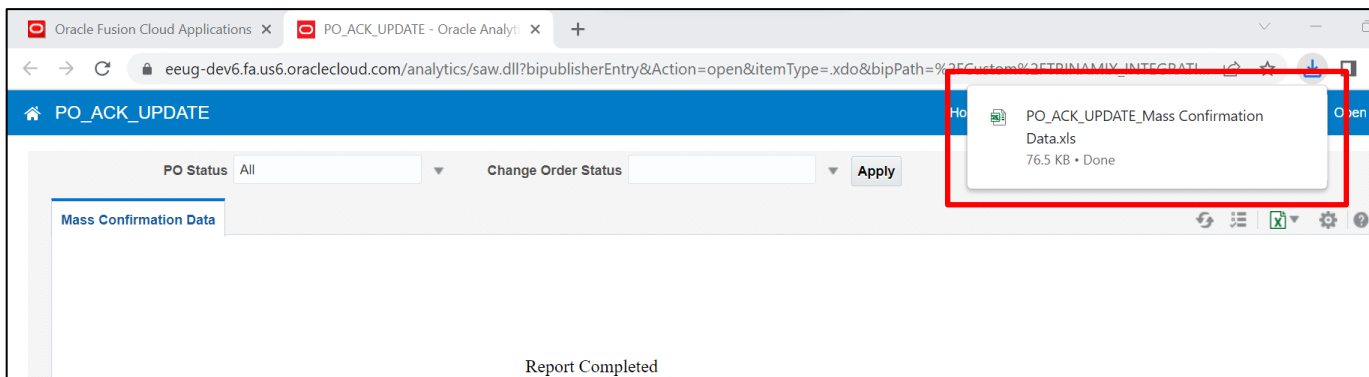 Oracle Fusion Cloud Applications
PO_ACK_UPDATE - Oracle Analyti
eeug-dev6.fa.us6.oraclecloud.com/analytics/saw.dll?bipublisherEntry&Action=open&itemType=.xdo&bipPath=%2FCustom%2FTRINAMIX_INTEGRATI...
PO_ACK_UPDATE
Ho
Open
PO_ACK_UPDATE_Mass Confirmation
Data.xls
76.5 KB • Done
PO Status All Change Order Status Apply
Mass Confirmation Data
Report Completed